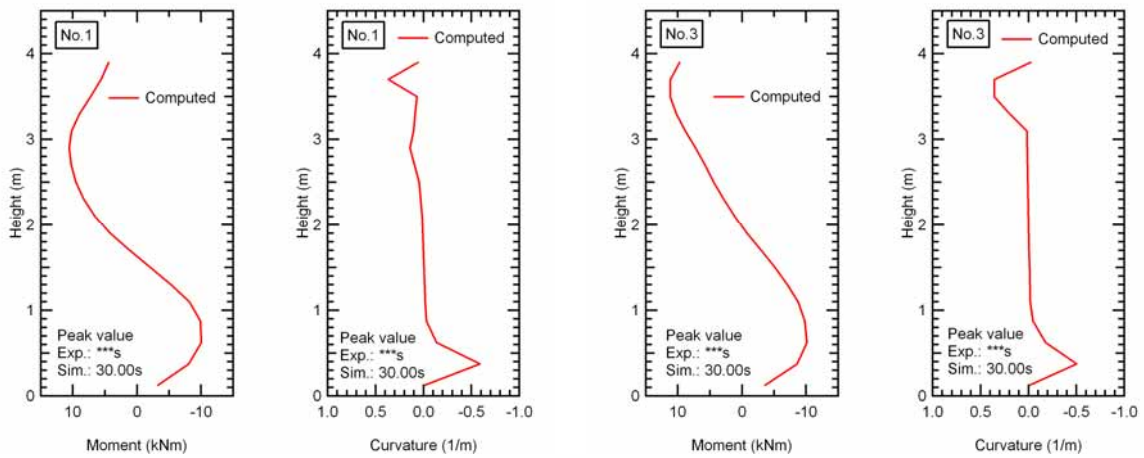 No.1
Computed
4
3
2
1
0
Height (m)
Peak value
Exp.: ***s
Sim.: 30.00s
10 0 -10
Moment (kNm)
No.1
Computed
4
3
2
1
0
Height (m)
Peak value
Exp.: ***s
Sim.: 30.00s
1.0 0.5 0.0 -0.5 -1.0
Curvature (1/m)
No.3
Computed
4
3
2
1
0
Height (m)
Peak value
Exp.: ***s
Sim.: 30.00s
10 0 -10
Moment (kNm)
No.3
Computed
4
3
2
1
0
Height (m)
Peak value
Exp.: ***s
Sim.: 30.00s
1.0 0.5 0.0 -0.5 -1.0
Curvature (1/m)